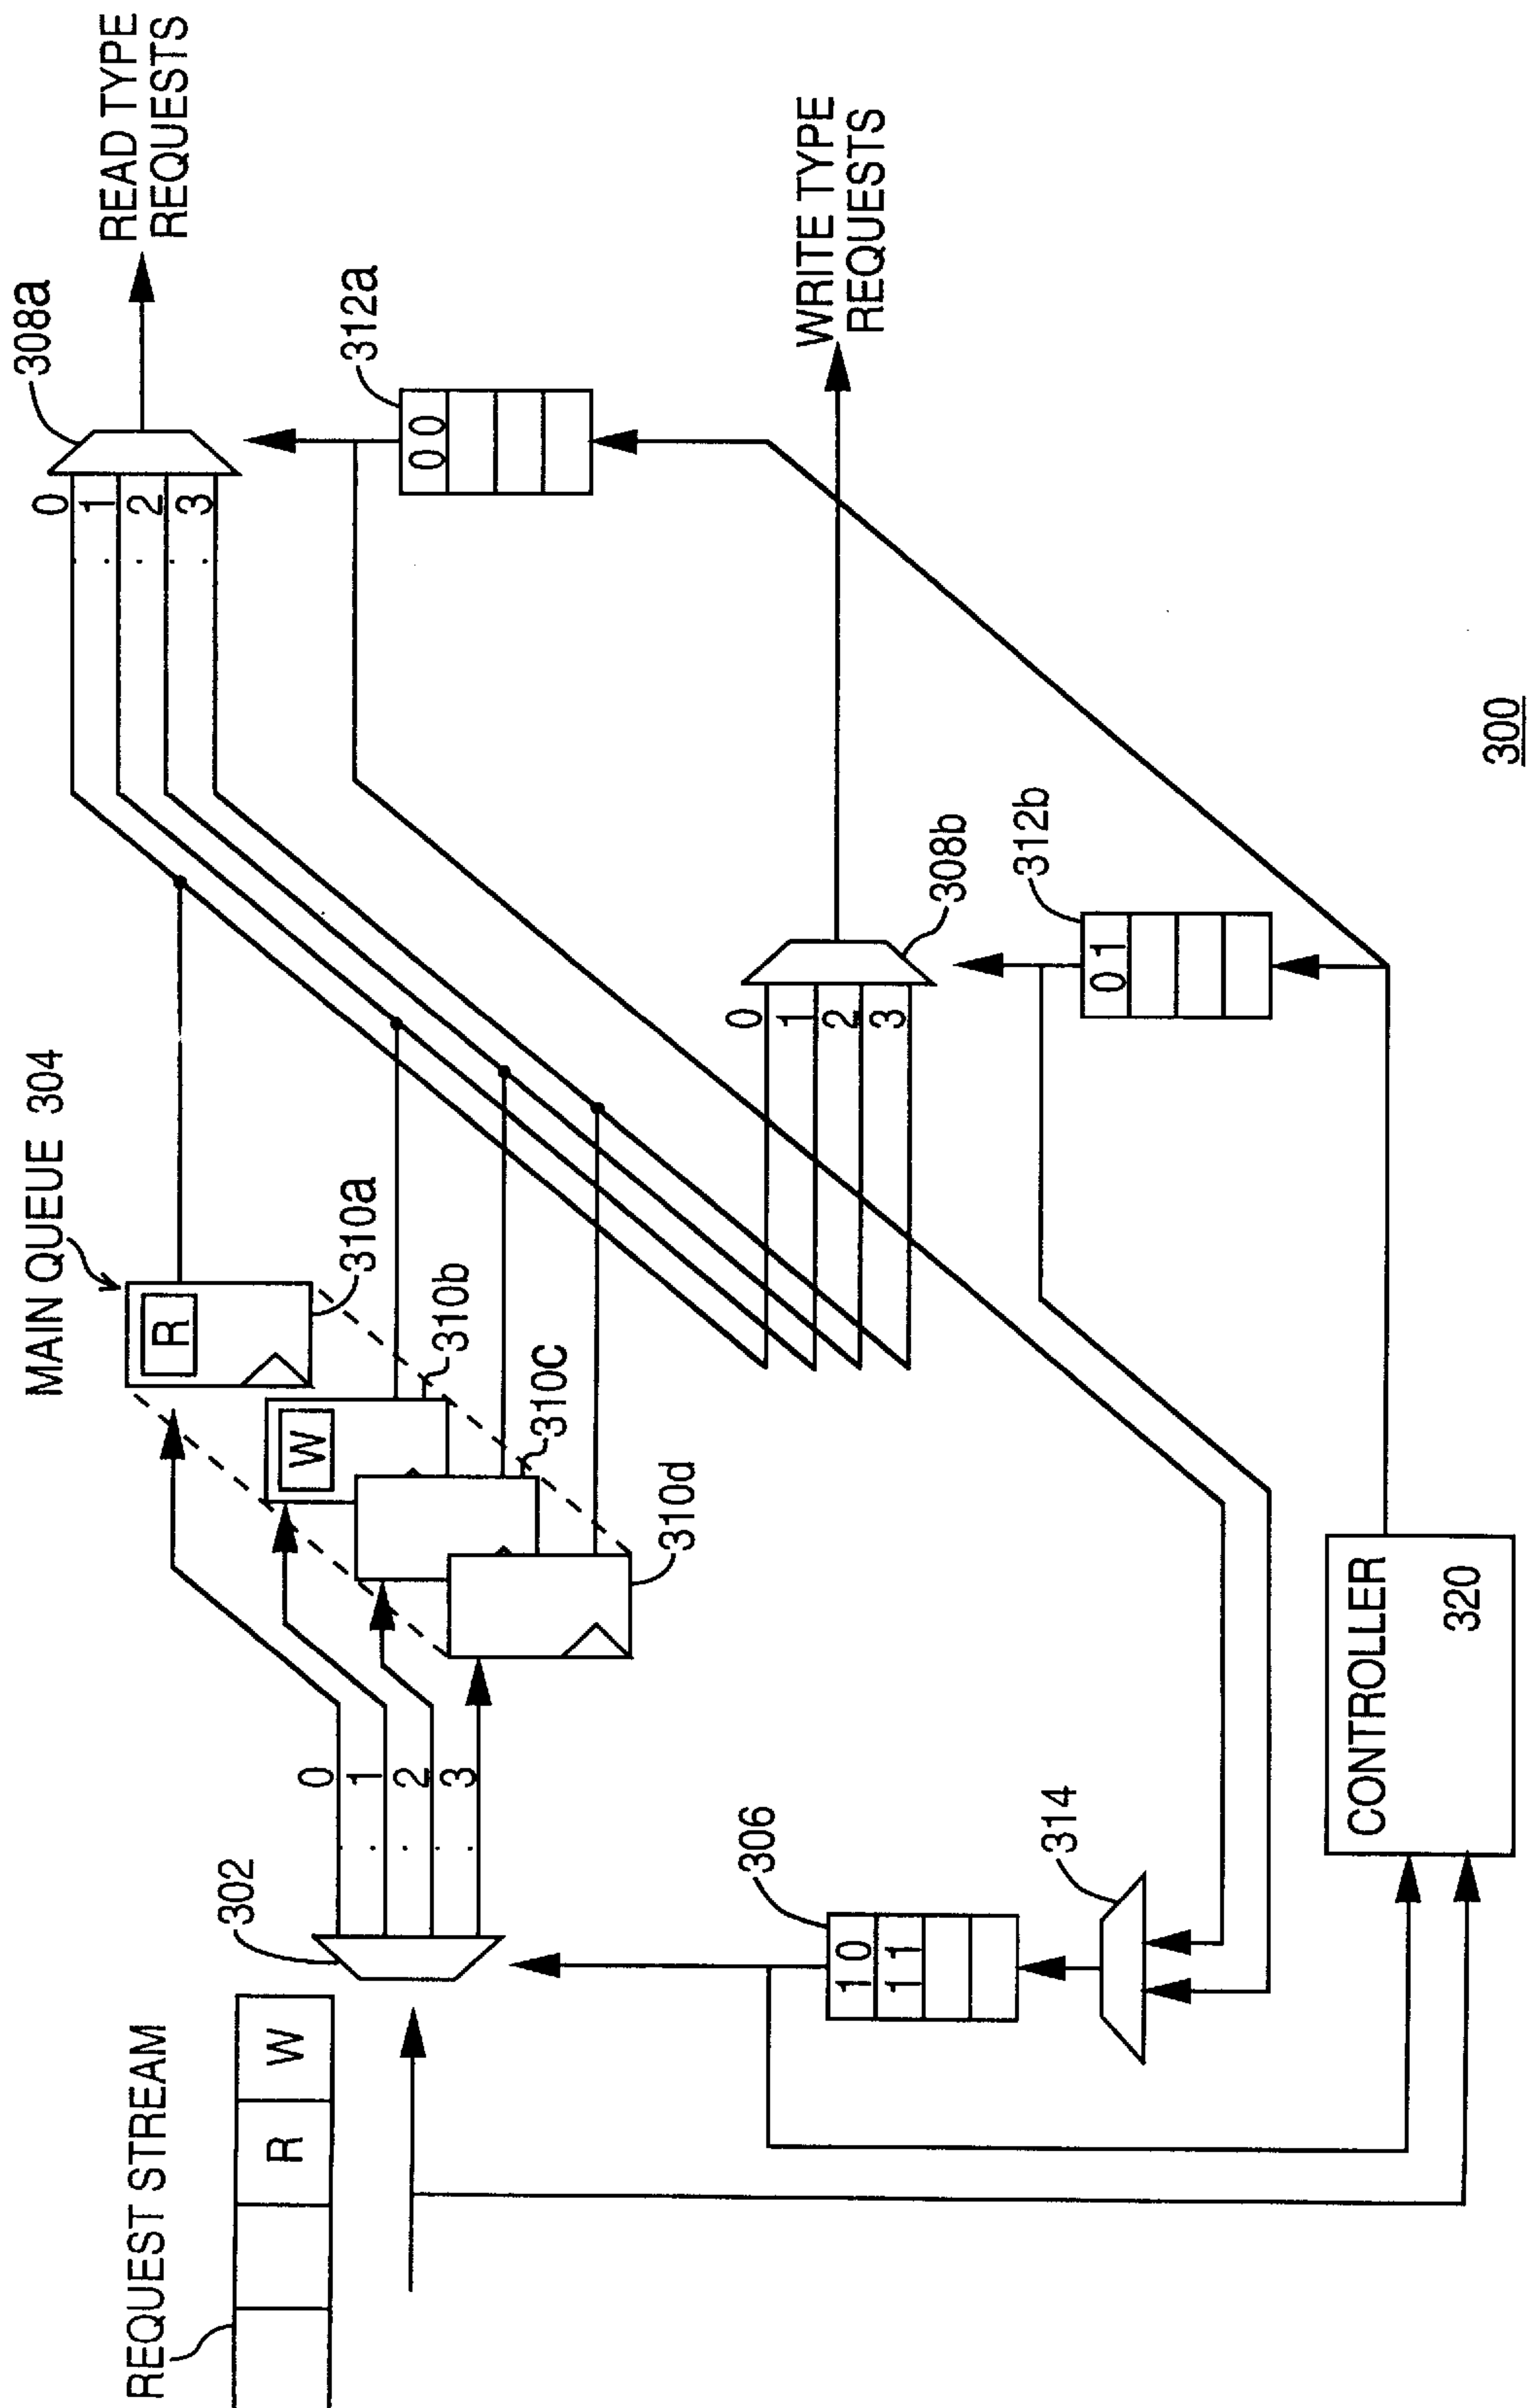 REQUEST STREAM
R
W
302
0
1
2
3
MAIN QUEUE 304
R
310a
W
310b
310C
310d
0
1
2
3
308a
READ TYPE
REQUESTS
312a
0 0
0
1
2
3
308b
WRITE TYPE
REQUESTS
312b
0 1
306
1 0
1 1
314
CONTROLLER
320
300